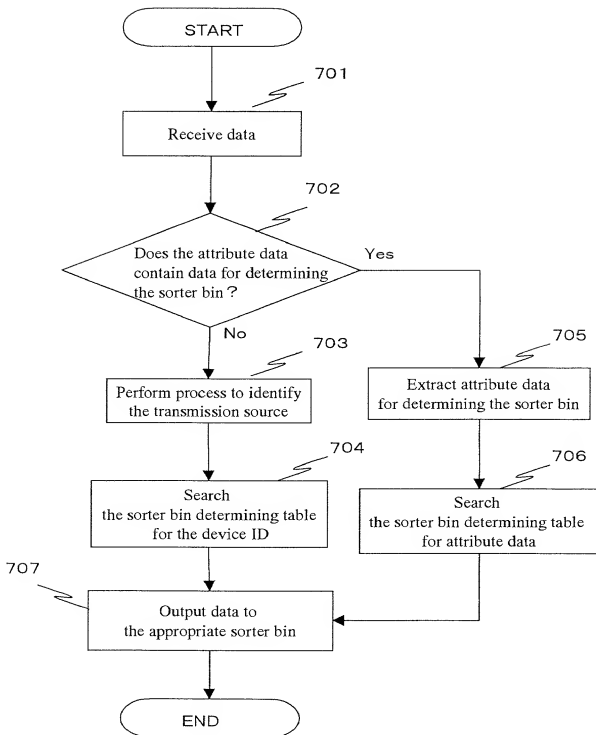 START
701
Receive data
702
Does the attribute data
contain data for determining
the sorter bin ?
Yes
No
703
Perform process to identify
the transmission source
705
Extract attribute data
for determining the sorter bin
704
Search
the sorter bin determining table
for the device ID
706
Search
the sorter bin determining table
for attribute data
707
Output data to
the appropriate sorter bin
END